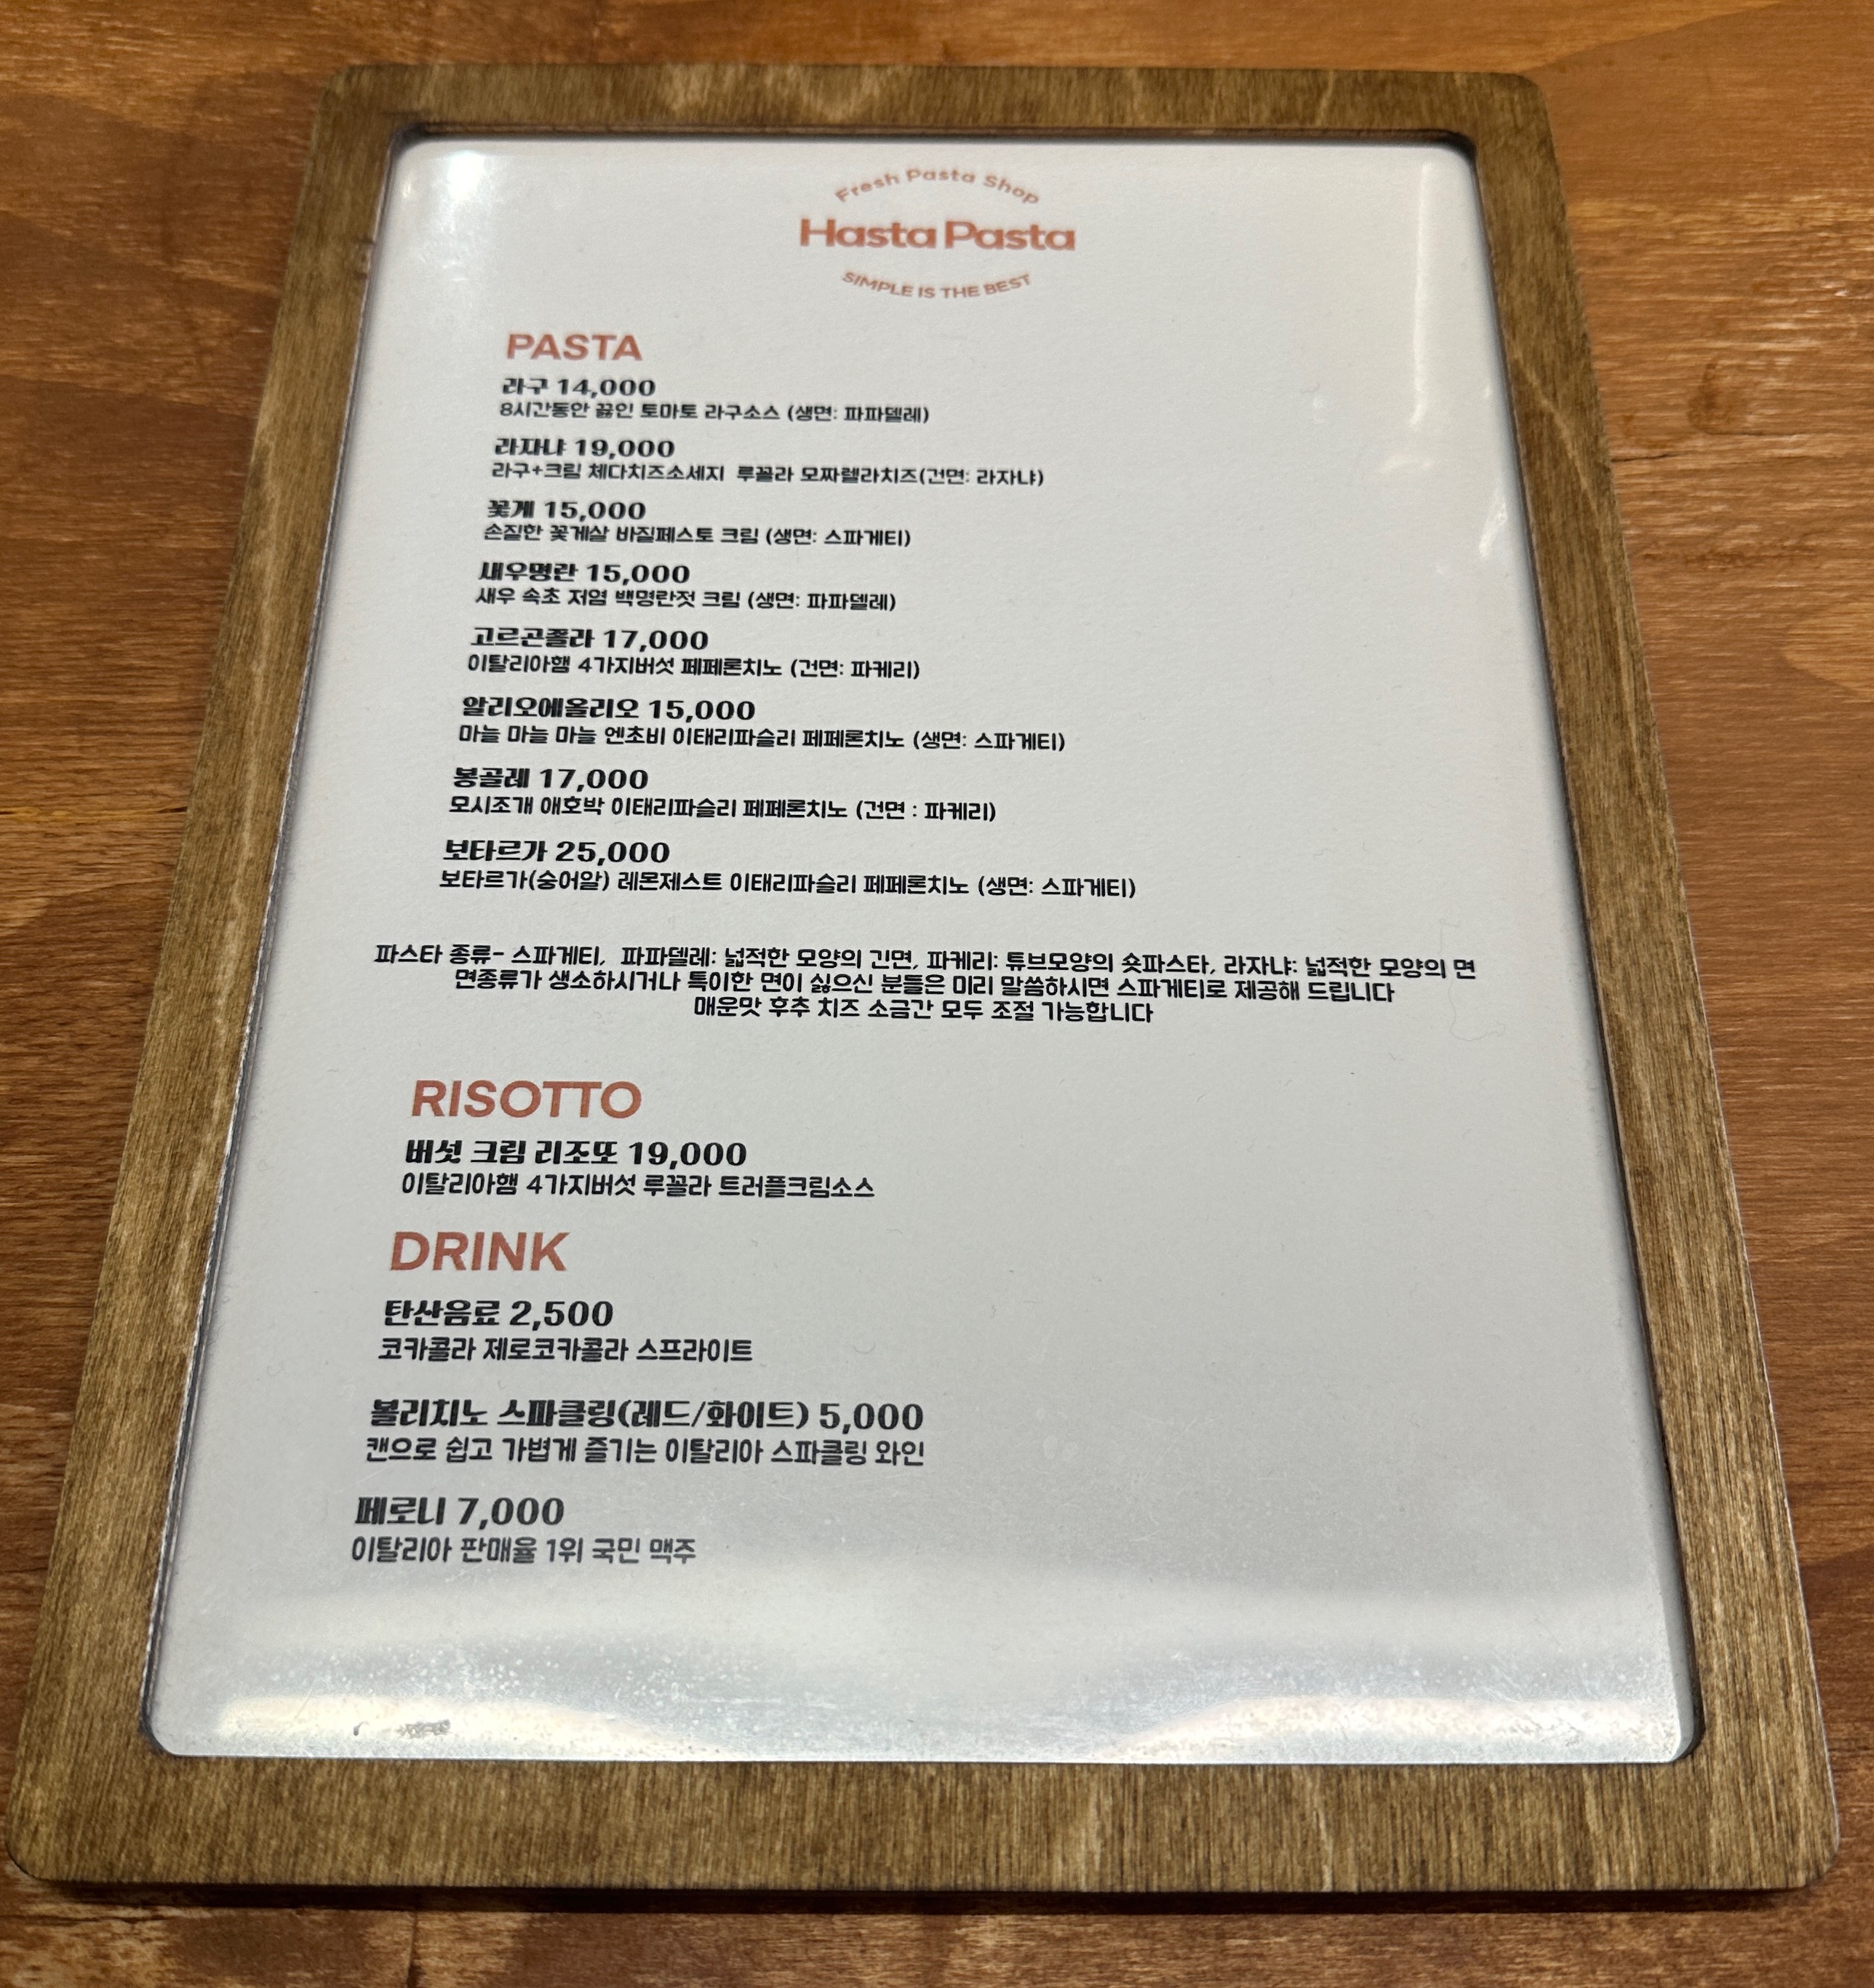 Fresh Pasta Shop
Hasta Pasta
SIMPLE IS THE BEST
PASTA
라구 14,000
8시간동안 끓인 토마토 라구소스 (생면: 파파델레)
라자냐 19,000
라구+크림 체다치즈소세지 루꼴라 모짜렐라치즈(건면: 라자냐)
꽃게 15,000
손질한 꽃게살 바질페스토 크림 (생면: 스파게티)
새우명란 15,000
새우 속초 저염 백명란젓 크림 (생면: 파파델레)
고르곤졸라 17,000
이탈리아햄 4가지버섯 페페론치노 (건면: 파케리)
알리오에올리오 15,000
마늘 마늘 마늘 엔초비 이태리파슬리 페페론치노 (생면: 스파게티)
봉골레 17,000
모시조개 애호박 이태리파슬리 페페론치노 (건면 : 파케리)
보타르가 25,000
보타르가(숭어알) 레몬제스트 이태리파슬리 페페론치노 (생면: 스파게티)
파스타 종류- 스파게티, 파파델레: 넓적한 모양의 긴면, 파케리: 튜브모양의 숏파스타, 라자냐: 넓적한 모양의 면
면종류가 생소하시거나 특이한 면이 싫으신 분들은 미리 말씀하시면 스파게티로 제공해 드립니다
매운맛 후추 치즈 소금간 모두 조절 가능합니다
RISOTTO
버섯 크림 리조또 19,000
이탈리아햄 4가지버섯 루꼴라 트러플크림소스
DRINK
탄산음료 2,500
코카콜라 제로코카콜라 스프라이트
볼리치노 스파클링(레드/화이트) 5,000
캔으로 쉽고 가볍게 즐기는 이탈리아 스파클링 와인
페로니 7,000
이탈리아 판매율 1위 국민 맥주